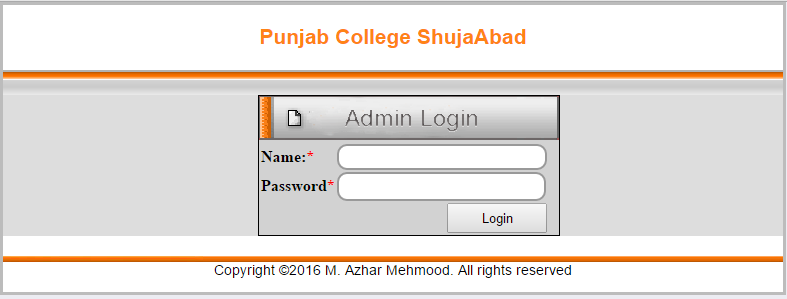 Punjab College ShujaAbad
Admin Login
Name:*
Password*
Login
Copyright ©2016 M. Azhar Mehmood. All rights reserved